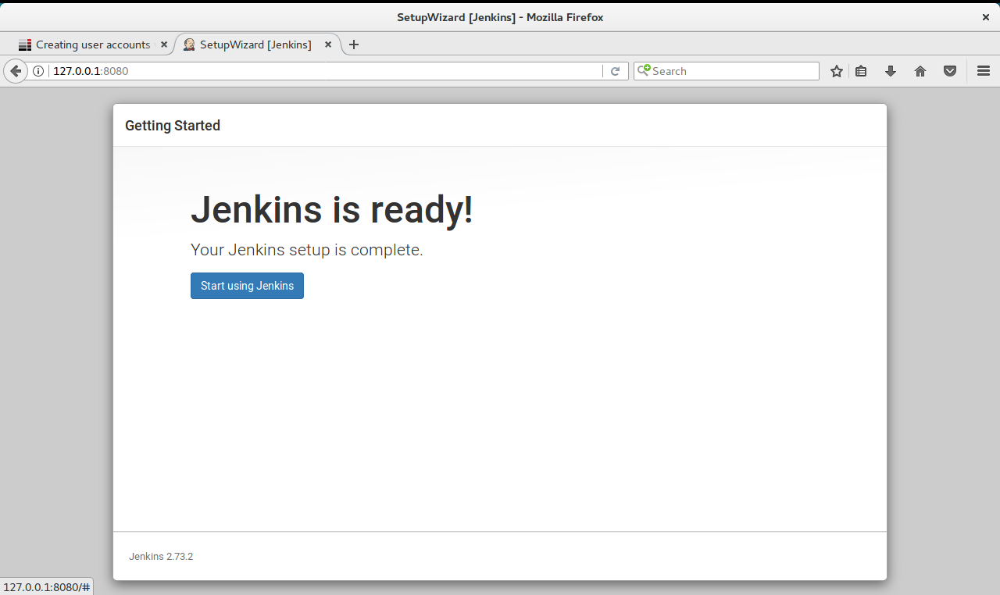 SetupWizard [Jenkins] - Mozilla Firefox
Creating user accounts
SetupWizard [Jenkins]
127.0.0.1:8080
Search
Getting Started
Jenkins is ready!
Your Jenkins setup is complete.
Start using Jenkins
Jenkins 2.73.2
127.0.0.1:8080/#